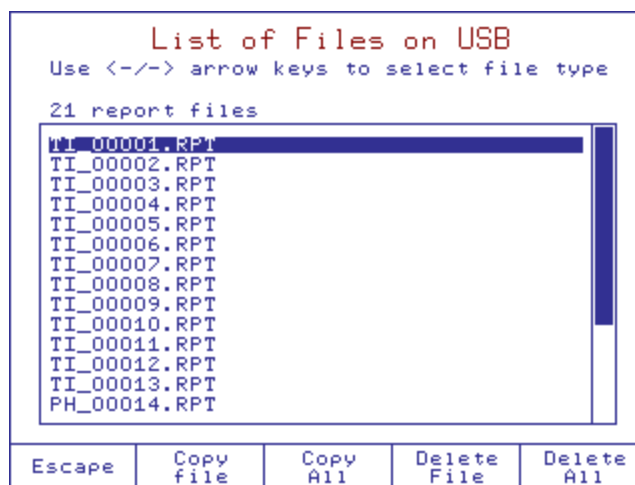 List of Files on USB
Use <-/-> arrow keys to select file type
21 report files
TI_00001.RPT
TI_00002.RPT
TI_00003.RPT
TI_00004.RPT
TI_00005.RPT
TI_00006.RPT
TI_00007.RPT
TI_00008.RPT
TI_00009.RPT
TI_00010.RPT
TI_00011.RPT
TI_00012.RPT
TI_00013.RPT
PH_00014.RPT
Escape
Copy
file
Copy
All
Delete
File
Delete
All